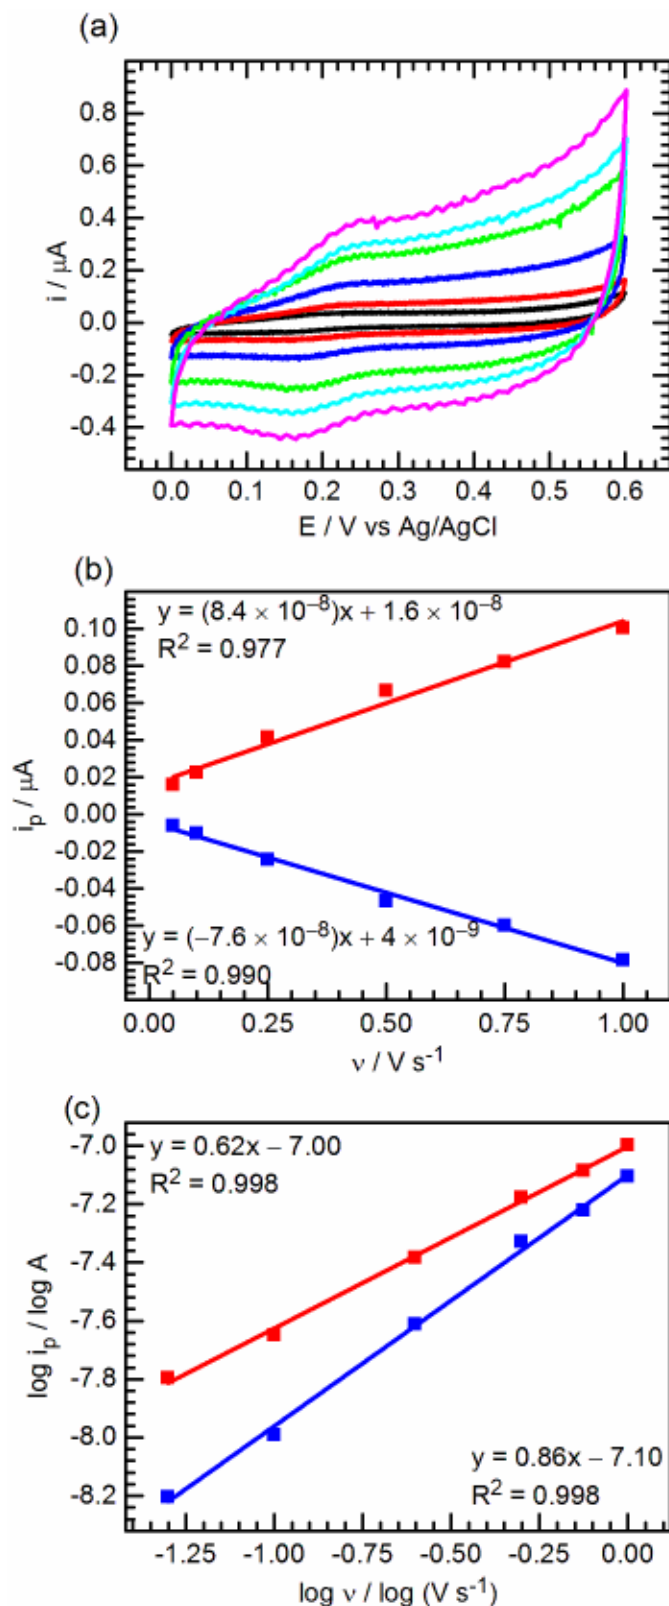 (a)
0.8
0.6
0.4
0.2
0.0
-0.2
-0.4
i / μA
0.0 0.1 0.2 0.3 0.4 0.5 0.6
E / V vs Ag/AgCl
(b)
y = (8.4 × 10⁻⁸)x + 1.6 × 10⁻⁸
R² = 0.977
0.10
0.08
0.06
0.04
0.02
0.00
-0.02
-0.04
-0.06
-0.08
iₚ / μA
y = (−7.6 × 10⁻⁸)x + 4 × 10⁻⁹
R² = 0.990
0.00 0.25 0.50 0.75 1.00
ν / V s⁻¹
(c)
y = 0.62x – 7.00
R² = 0.998
-7.0
-7.2
-7.4
-7.6
-7.8
-8.0
-8.2
log iₚ / log A
y = 0.86x – 7.10
R² = 0.998
-1.25 -1.00 -0.75 -0.50 -0.25 0.00
log ν / log (V s⁻¹)